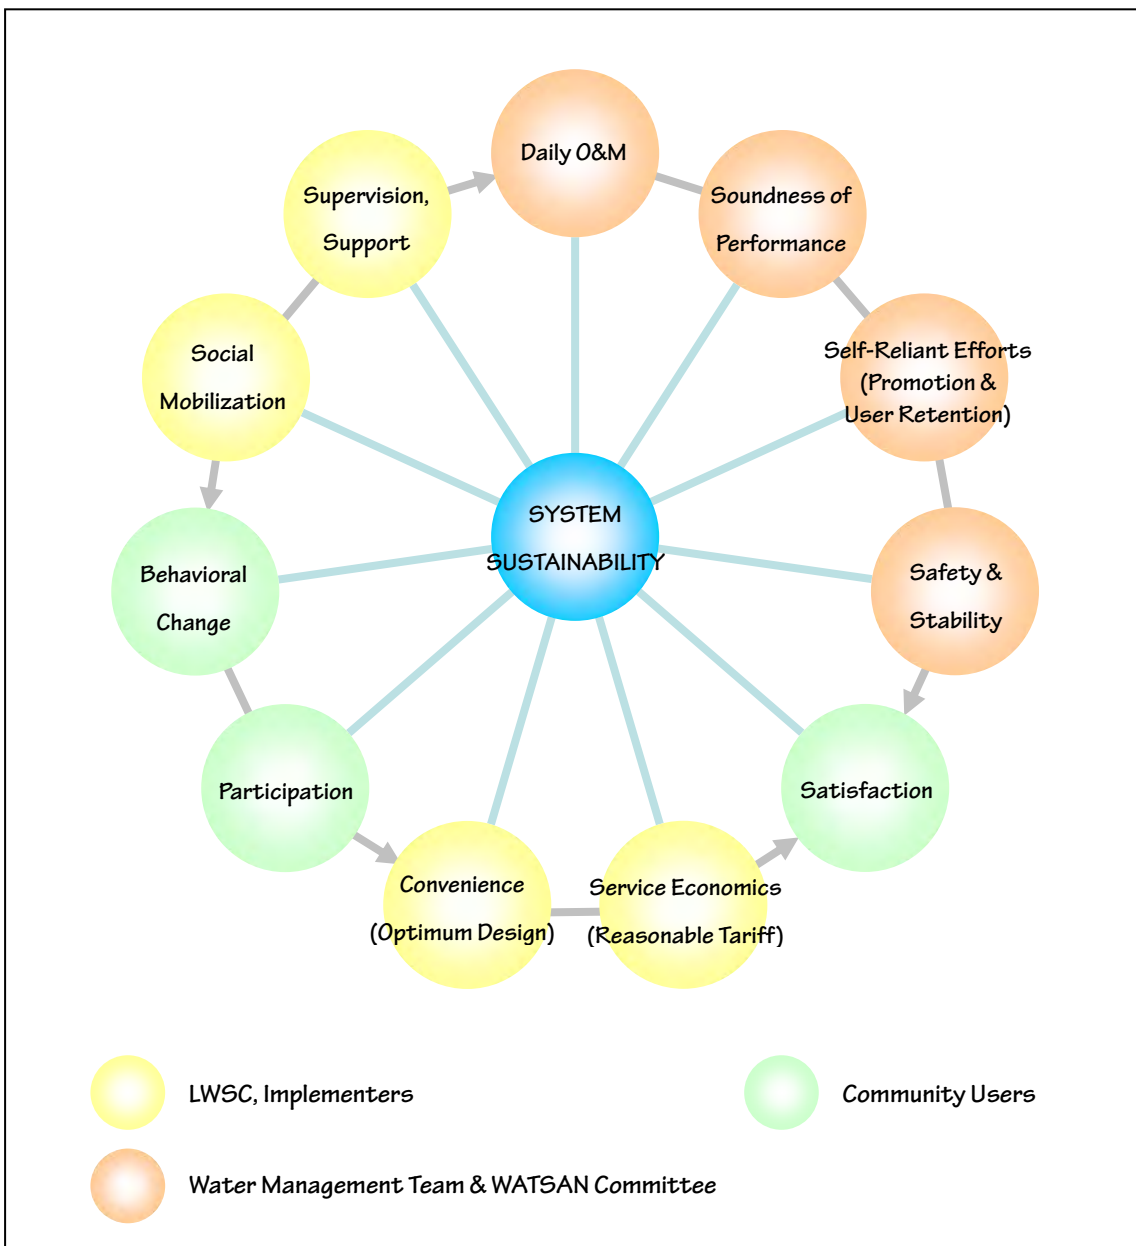 Daily O&M
Supervision,
Support
Soundness of
Performance
Social
Mobilization
Self-Reliant Efforts
(Promotion &
User Retention)
SYSTEM
SUSTAINABILITY
Behavioral
Change
Safety &
Stability
Participation
Satisfaction
Convenience
(Optimum Design)
Service Economics
(Reasonable Tariff)
LWSC, Implementers
Community Users
Water Management Team & WATSAN Committee